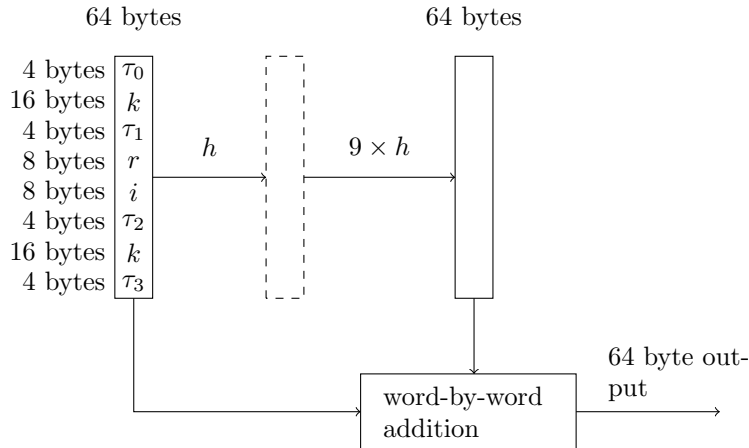 64 bytes
64 bytes
4 bytes τ₀
16 bytes k
4 bytes τ₁
8 bytes r
8 bytes i
4 bytes τ₂
16 bytes k
4 bytes τ₃
h
9 × h
64 byte out-
put
word-by-word
addition